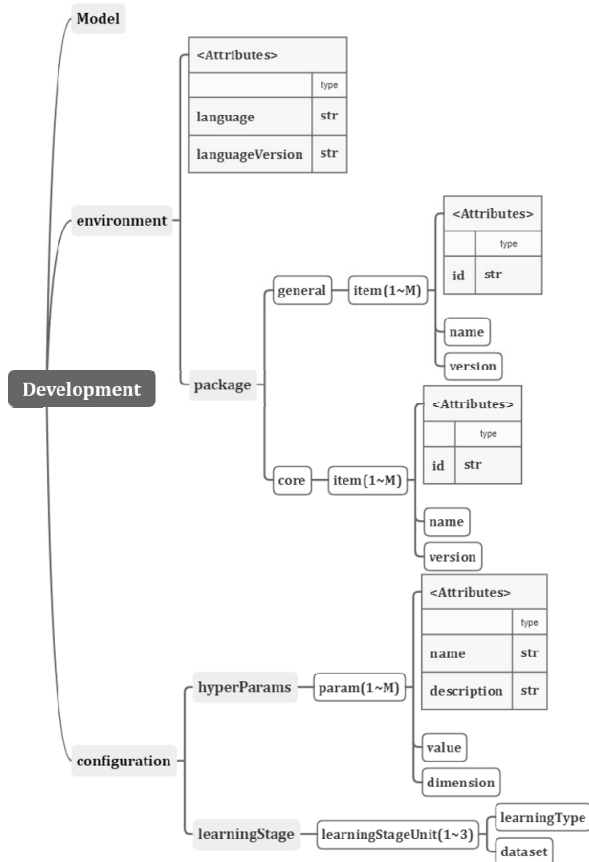 Model
<Attributes>
type
language str
languageVersion str
environment
<Attributes>
type
id str
general item(1~M)
name
version
package
Development
<Attributes>
type
id str
core item(1~M)
name
version
<Attributes>
type
name str
description str
hyperParams param(1~M)
value
dimension
configuration
learningType
learningStage learningStageUnit(1~3)
dataset